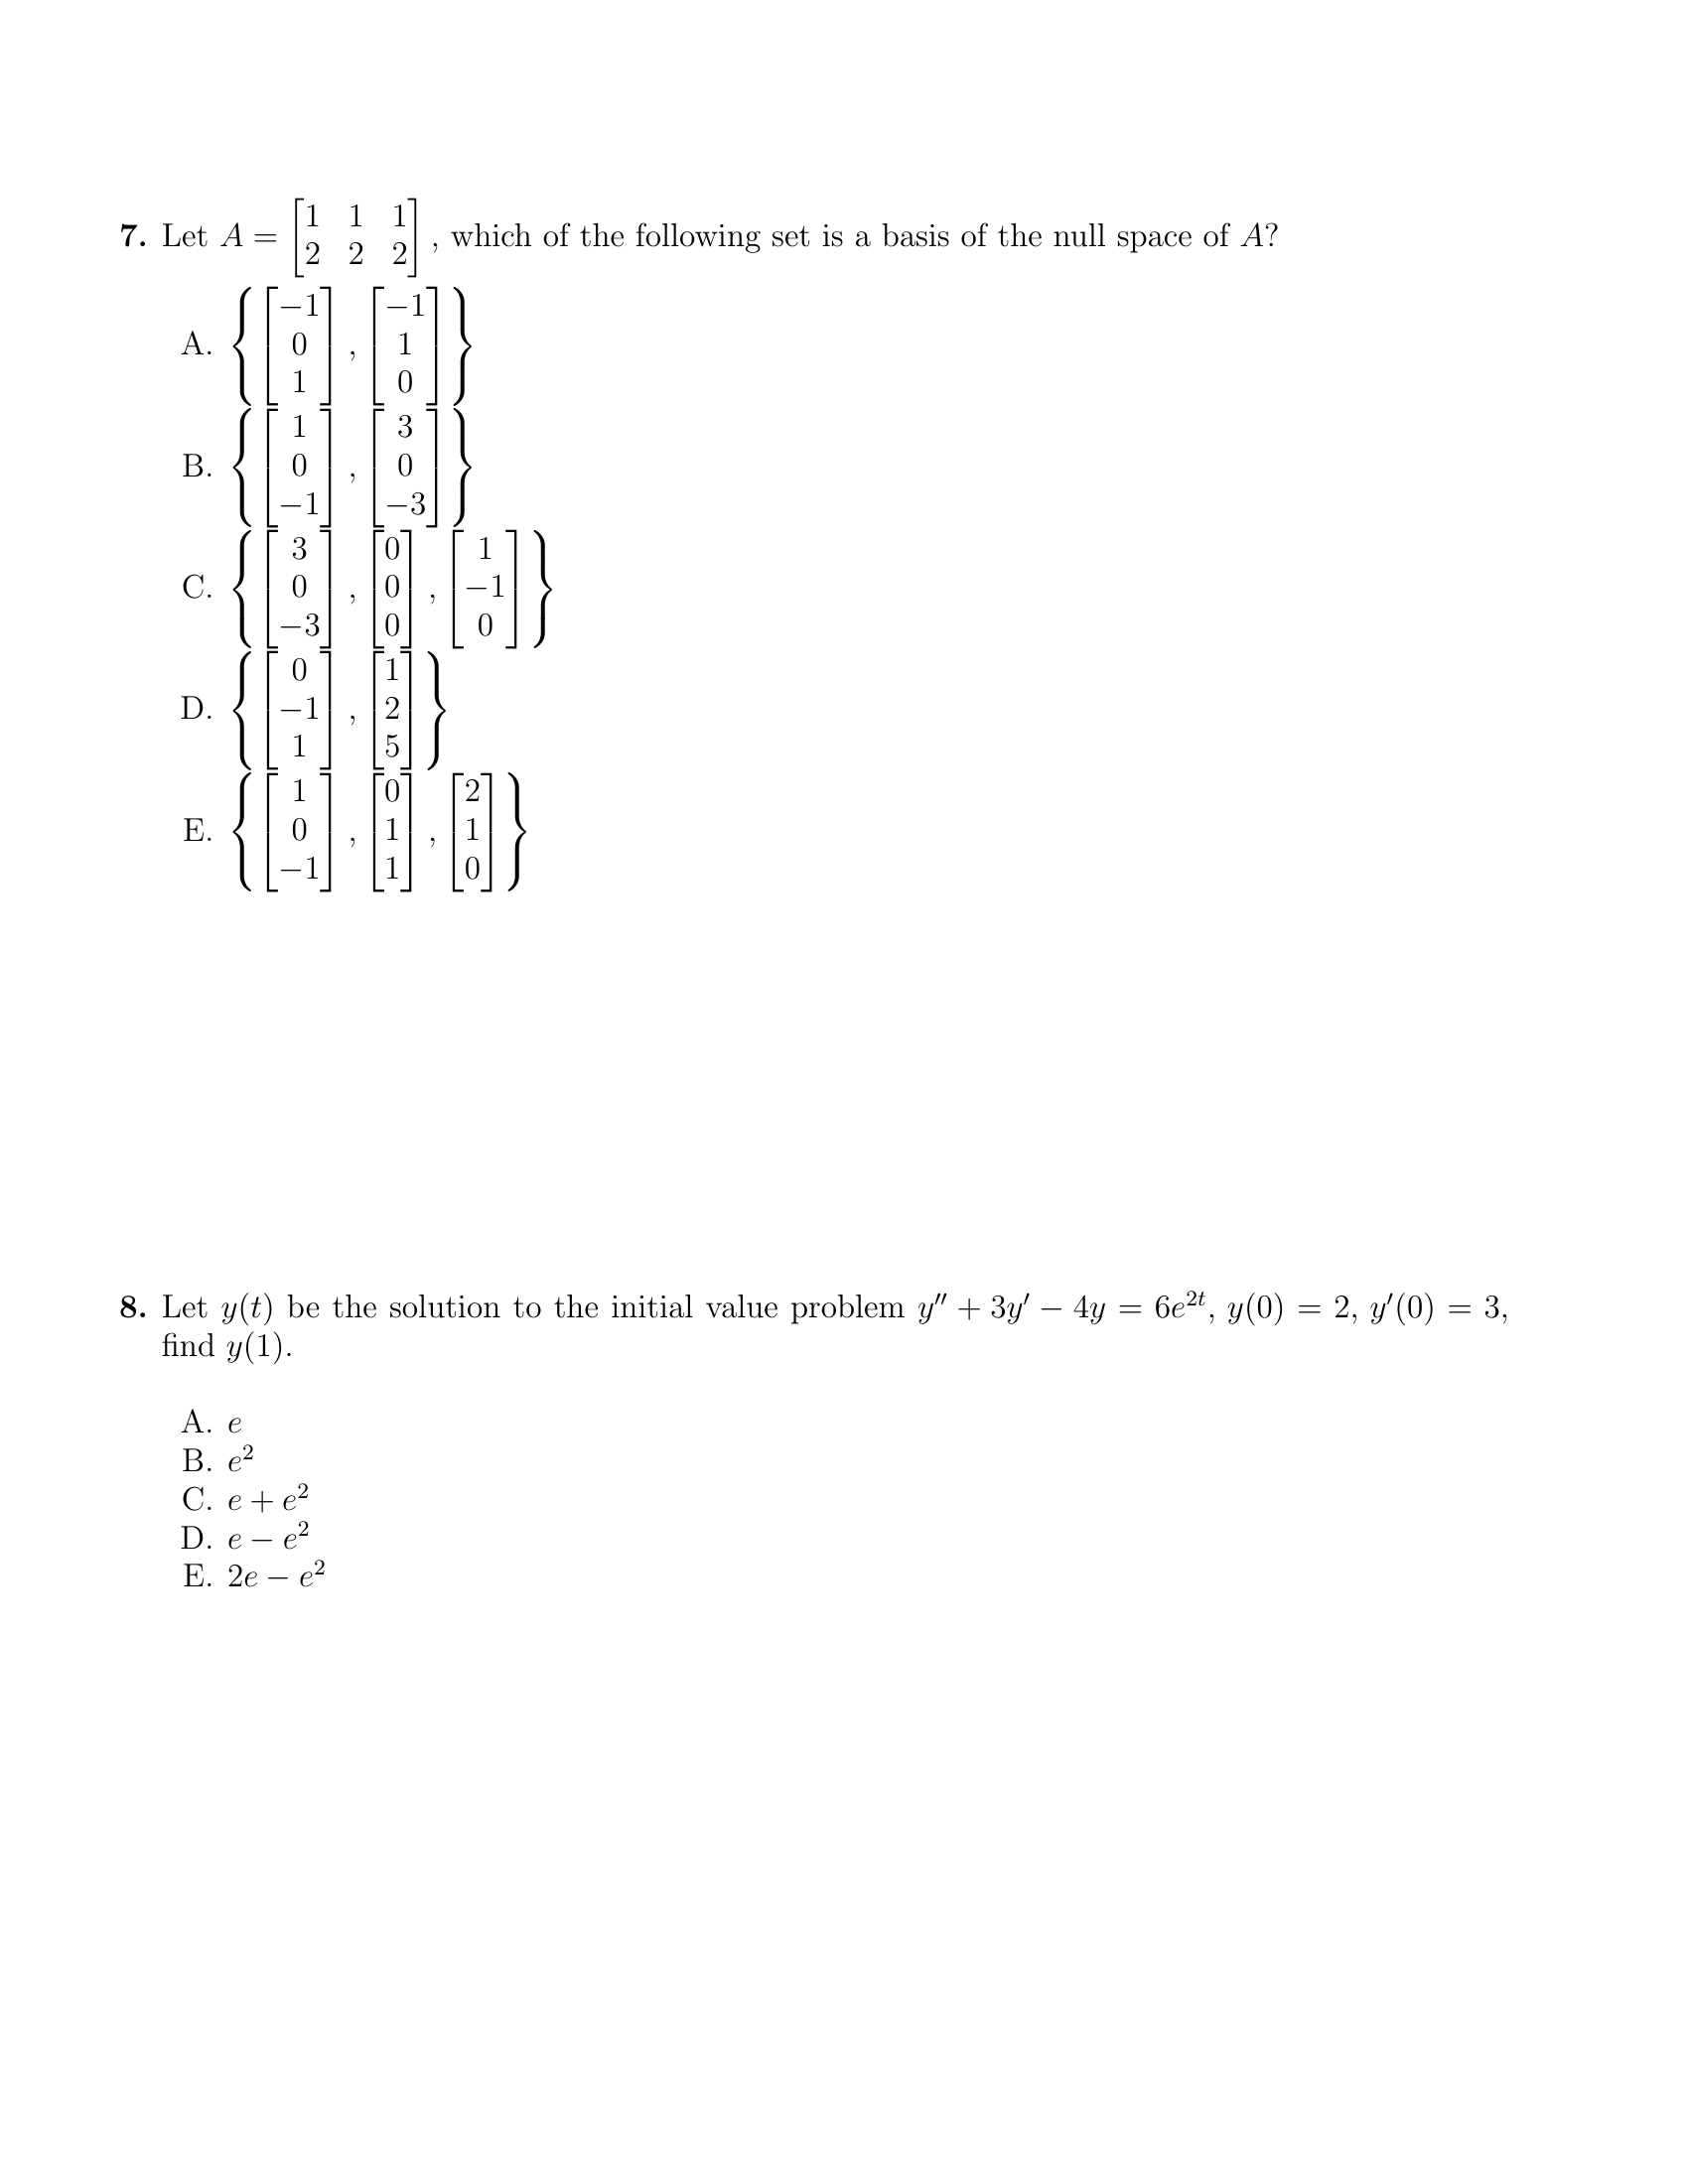 7. Let $A = \begin{bmatrix} 1 & 1 & 1 \\ 2 & 2 & 2 \end{bmatrix}$, which of the following set is a basis of the null space of $A$?
A. $\left\{ \begin{bmatrix} -1 \\ 0 \\ 1 \end{bmatrix}, \begin{bmatrix} -1 \\ 1 \\ 0 \end{bmatrix} \right\}$
B. $\left\{ \begin{bmatrix} 1 \\ 0 \\ -1 \end{bmatrix}, \begin{bmatrix} 3 \\ 0 \\ -3 \end{bmatrix} \right\}$
C. $\left\{ \begin{bmatrix} 3 \\ 0 \\ -3 \end{bmatrix}, \begin{bmatrix} 0 \\ 0 \\ 0 \end{bmatrix}, \begin{bmatrix} 1 \\ -1 \\ 0 \end{bmatrix} \right\}$
D. $\left\{ \begin{bmatrix} 0 \\ -1 \\ 1 \end{bmatrix}, \begin{bmatrix} 1 \\ 2 \\ 5 \end{bmatrix} \right\}$
E. $\left\{ \begin{bmatrix} 1 \\ 0 \\ -1 \end{bmatrix}, \begin{bmatrix} 0 \\ 1 \\ 1 \end{bmatrix}, \begin{bmatrix} 2 \\ 1 \\ 0 \end{bmatrix} \right\}$
8. Let $y(t)$ be the solution to the initial value problem $y'' + 3y' - 4y = 6e^{2t}$, $y(0) = 2$, $y'(0) = 3$,
find $y(1)$.
A. $e$
B. $e^2$
C. $e + e^2$
D. $e - e^2$
E. $2e - e^2$